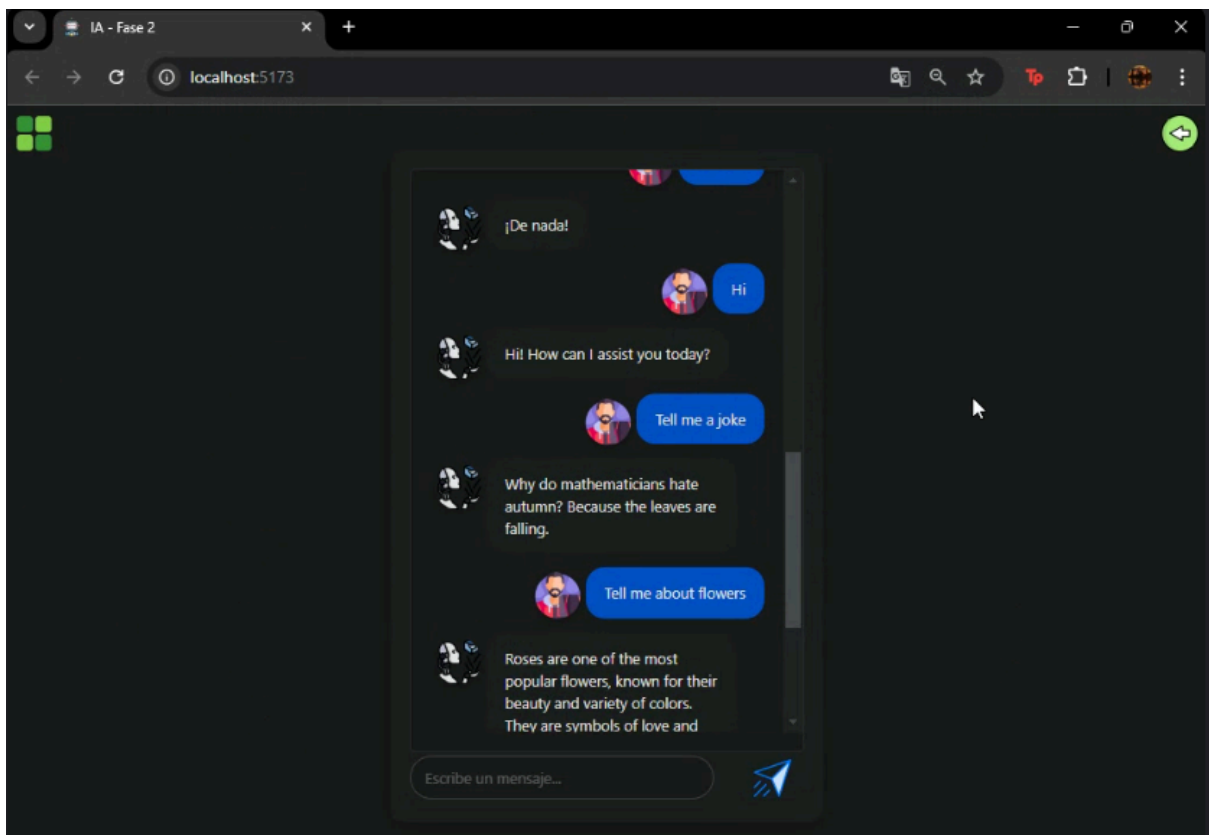 IA - Fase 2
localhost:5173
Tp
¡De nada!
Hi
Hi! How can I assist you today?
Tell me a joke
Why do mathematicians hate
autumn? Because the leaves are
falling.
Tell me about flowers
Roses are one of the most
popular flowers, known for their
beauty and variety of colors.
They are symbols of love and
Escribe un mensaje...